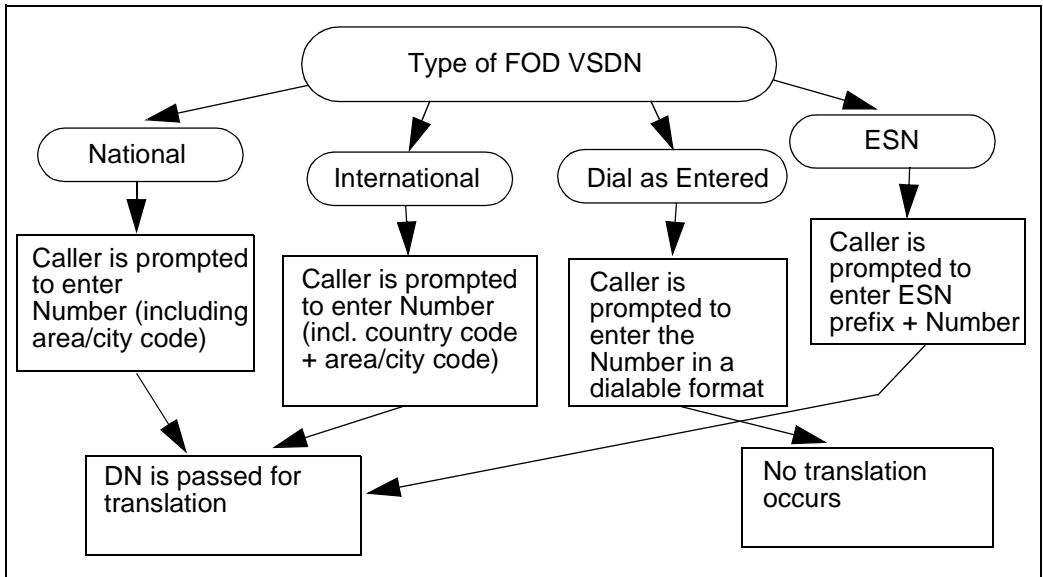 Type of FOD VSDN
National
International
Dial as Entered
ESN
Caller is prompted
to enter
Number (including
area/city code)
Caller is prompted
to enter Number
(incl. country code
+ area/city code)
Caller is
prompted to
enter the
Number in a
dialable format
Caller is
prompted to
enter ESN
prefix + Number
DN is passed for
translation
No translation
occurs